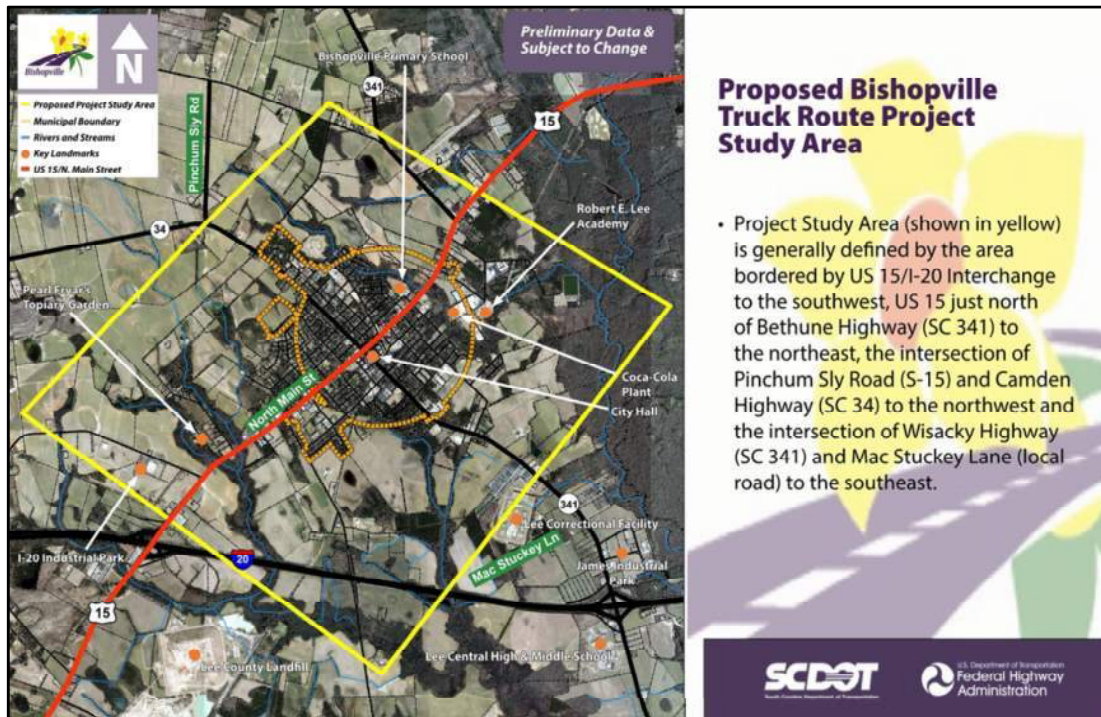 Bishopville
N
Proposed Project Study Area
Municipal Boundary
Rivers and Streams
Key Landmarks
US 15/N. Main Street
Preliminary Data &
Subject to Change
Bishopville Primary School
341
15
Pinchum Sly Rd
34
Robert E. Lee
Academy
Pearl Fryar's
Topiary Garden
North Main St
Coca-Cola
Plant
City Hall
341
Lee Correctional Facility
I-20 Industrial Park
20
Mac Stuckey Ln
James Industrial
Park
15
Lee County Landfill
Lee Central High & Middle School
Proposed Bishopville
Truck Route Project
Study Area
• Project Study Area (shown in yellow)
is generally defined by the area
bordered by US 15/I-20 Interchange
to the southwest, US 15 just north
of Bethune Highway (SC 341) to
the northeast, the intersection of
Pinchum Sly Road (S-15) and Camden
Highway (SC 34) to the northwest and
the intersection of Wisacky Highway
(SC 341) and Mac Stuckey Lane (local
road) to the southeast.
SCDOT
South Carolina Department of Transportation
U.S. Department of Transportation
Federal Highway
Administration